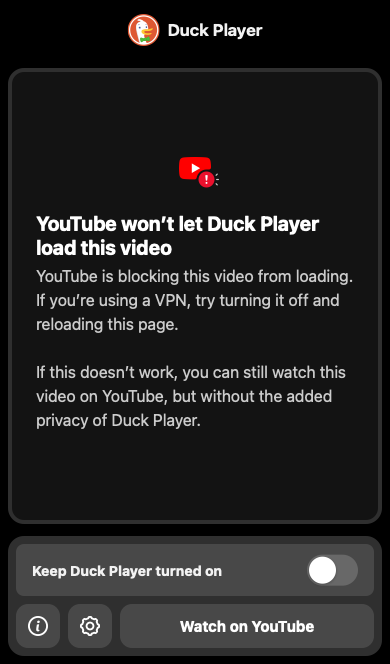 Duck Player
YouTube won’t let Duck Player
load this video
YouTube is blocking this video from loading.
If you’re using a VPN, try turning it off and
reloading this page.
If this doesn’t work, you can still watch this
video on YouTube, but without the added
privacy of Duck Player.
Keep Duck Player turned on
Watch on YouTube